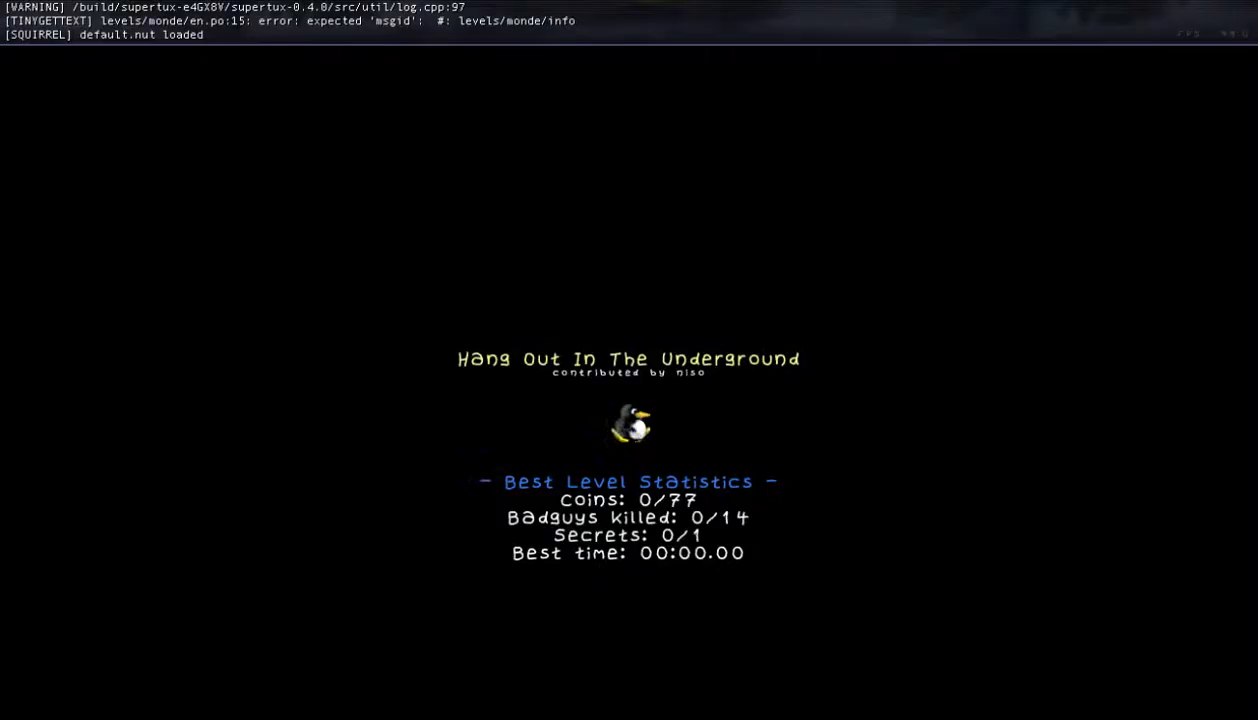 [WARNING] /build/supertux-e4GX8V/supertux-0.4.0/src/util/log.cpp:97
[TINYGETTEXT] levels/monde/en.po:15: error: expected 'msgid':  #: levels/monde/info
[SQUIRREL] default.nut loaded
Hang Out In The Underground
contributed by niso
- Best Level Statistics -
Coins: 0/77
Badguys killed: 0/14
Secrets: 0/1
Best time: 00:00.00